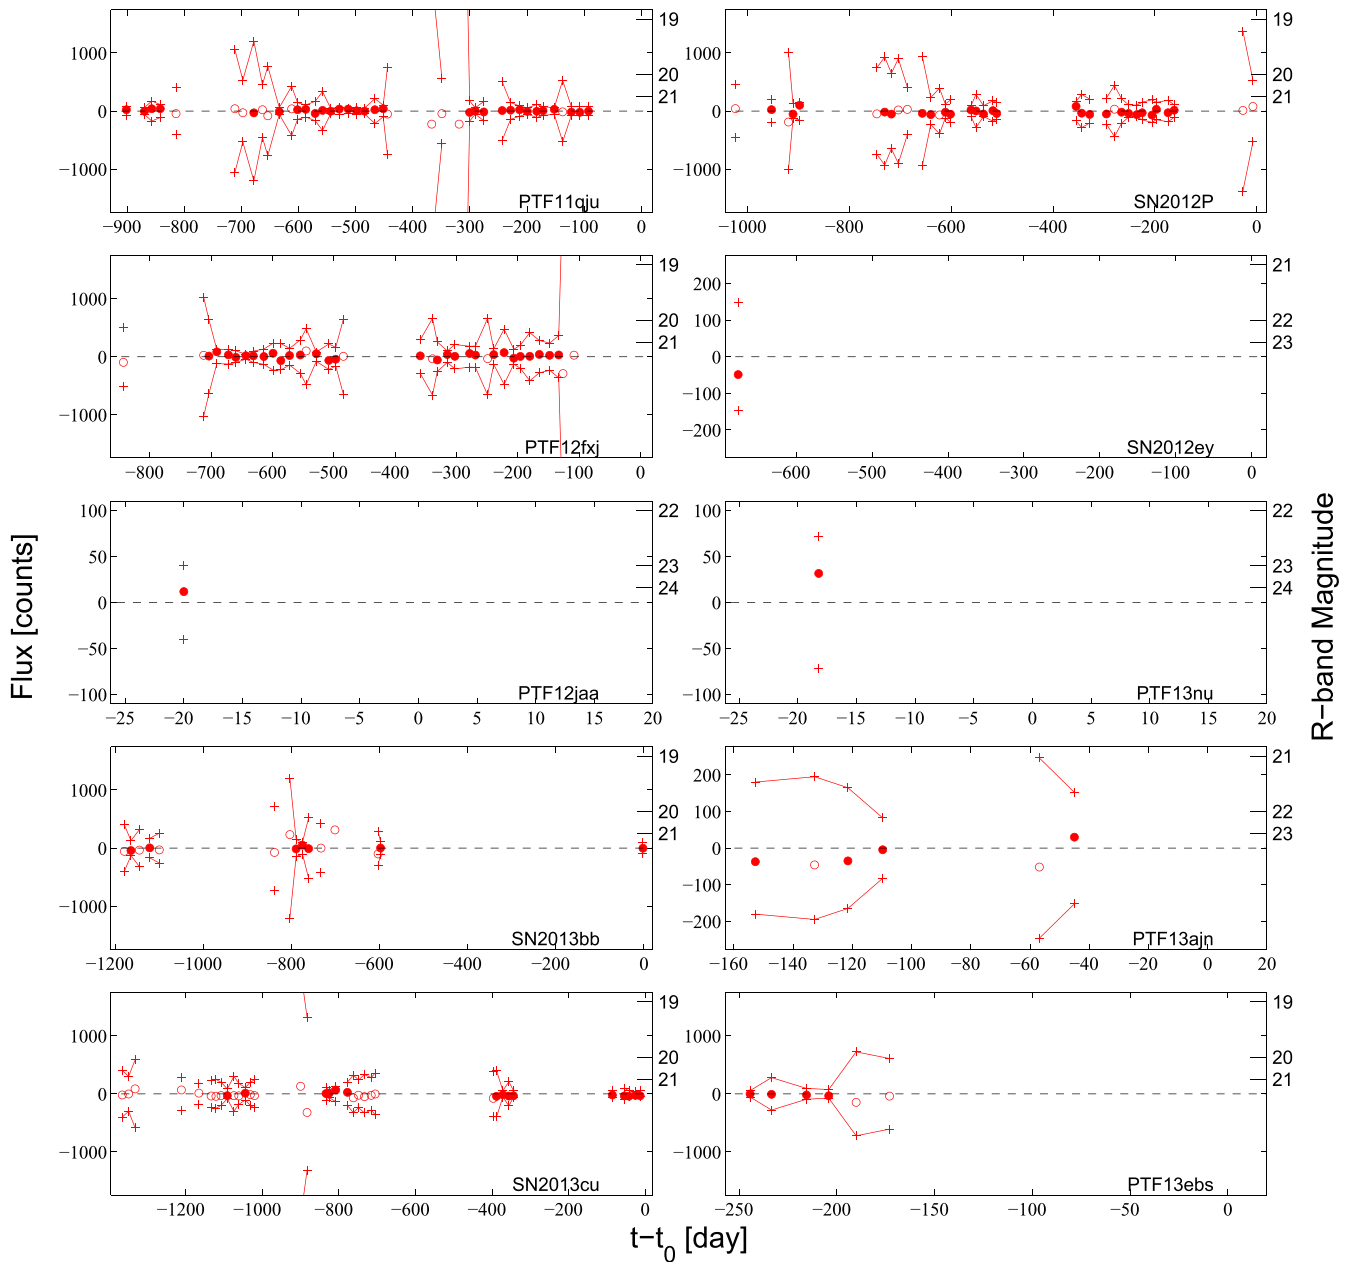 1000
0
−1000
19
20
21
PTF11qju
−900 −800 −700 −600 −500 −400 −300 −200 −100 0
1000
0
−1000
19
20
21
SN2012P
−1000 −800 −600 −400 −200 0
1000
0
−1000
19
20
21
PTF12fxj
−800 −700 −600 −500 −400 −300 −200 −100 0
200
100
0
−100
−200
21
22
23
SN2012ey
−600 −500 −400 −300 −200 −100 0
100
50
0
−50
−100
22
23
24
PTF12jaa
−25 −20 −15 −10 −5 0 5 10 15 20
100
50
0
−50
−100
22
23
24
PTF13nu
−25 −20 −15 −10 −5 0 5 10 15 20
1000
0
−1000
19
20
21
SN2013bb
−1200 −1000 −800 −600 −400 −200 0
200
100
0
−100
−200
21
22
23
PTF13ajn
−160 −140 −120 −100 −80 −60 −40 −20 0 20
1000
0
−1000
19
20
21
SN2013cu
−1200 −1000 −800 −600 −400 −200 0
1000
0
−1000
19
20
21
PTF13ebs
−250 −200 −150 −100 −50 0
Flux [counts]
R−band Magnitude
t−t0 [day]